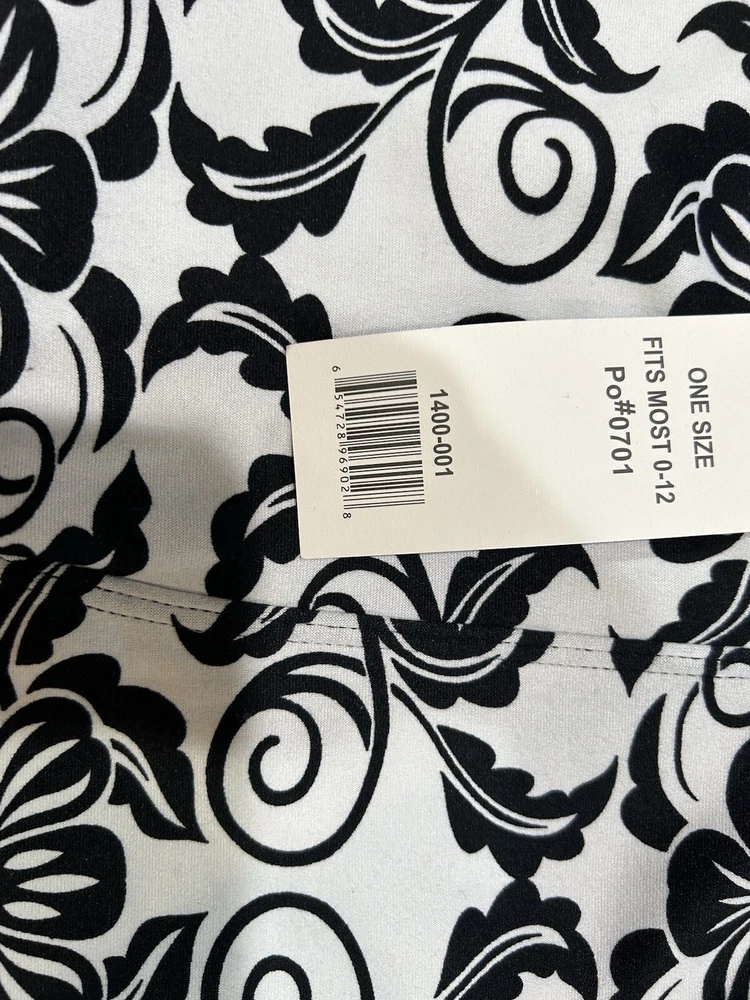 ONE SIZE
FITS MOST 0-12
Po#0701
1400-001
6 54728 96902 8